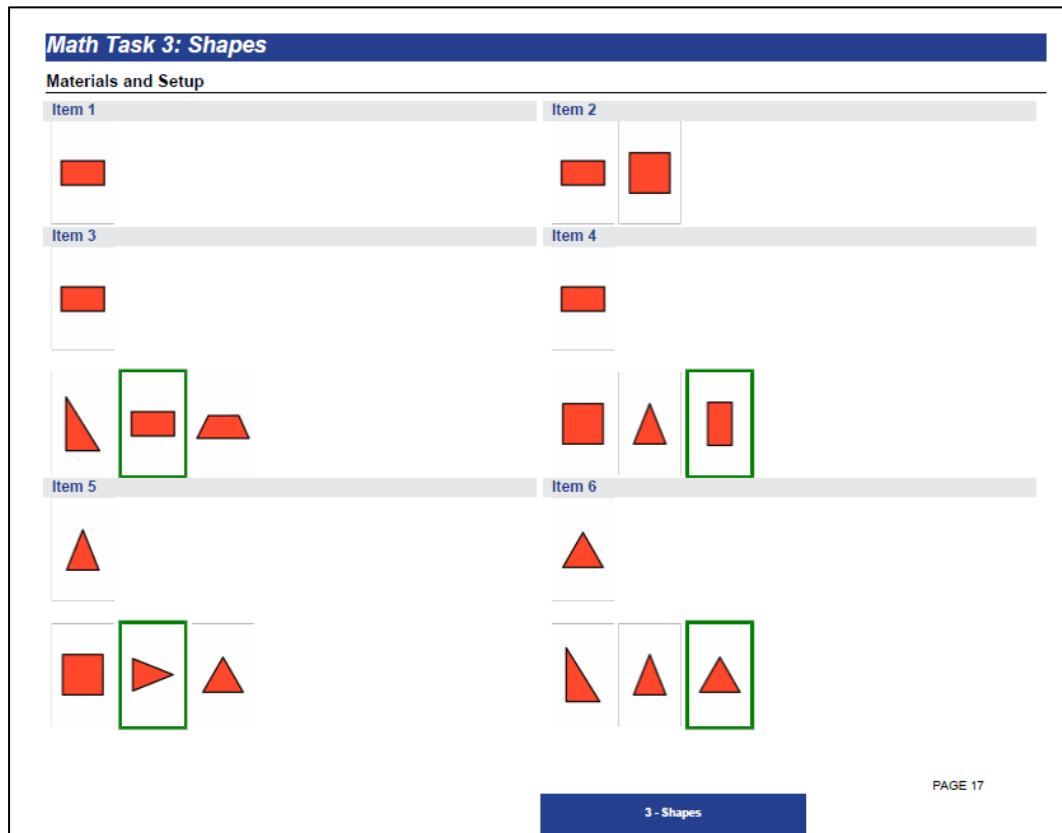 Math Task 3: Shapes
Materials and Setup
Item 1
Item 2
Item 3
Item 4
Item 5
Item 6
PAGE 17
3 - Shapes